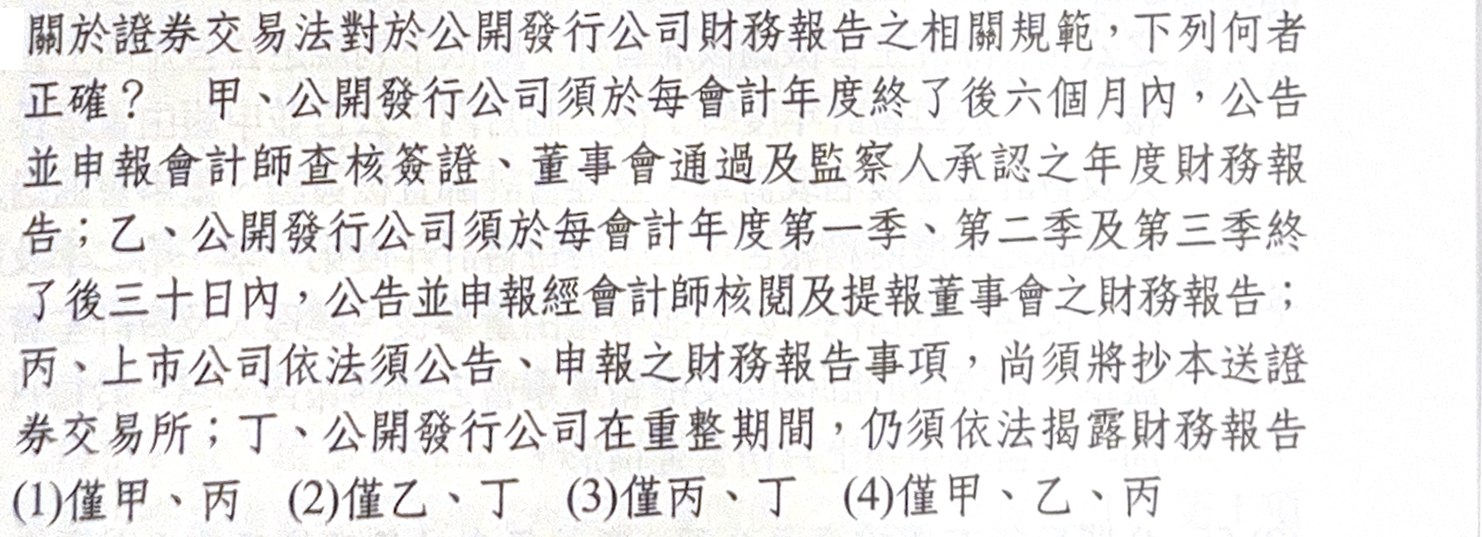 關於證券交易法對於公開發行公司財務報告之相關規範，下列何者
正確？　甲、公開發行公司須於每會計年度終了後六個月內，公告
並申報會計師查核簽證、董事會通過及監察人承認之年度財務報
告；乙、公開發行公司須於每會計年度第一季、第二季及第三季終
了後三十日內，公告並申報經會計師核閱及提報董事會之財務報告；
丙、上市公司依法須公告、申報之財務報告事項，尚須將抄本送證
券交易所；丁、公開發行公司在重整期間，仍須依法揭露財務報告
(1)僅甲、丙　(2)僅乙、丁　(3)僅丙、丁　(4)僅甲、乙、丙